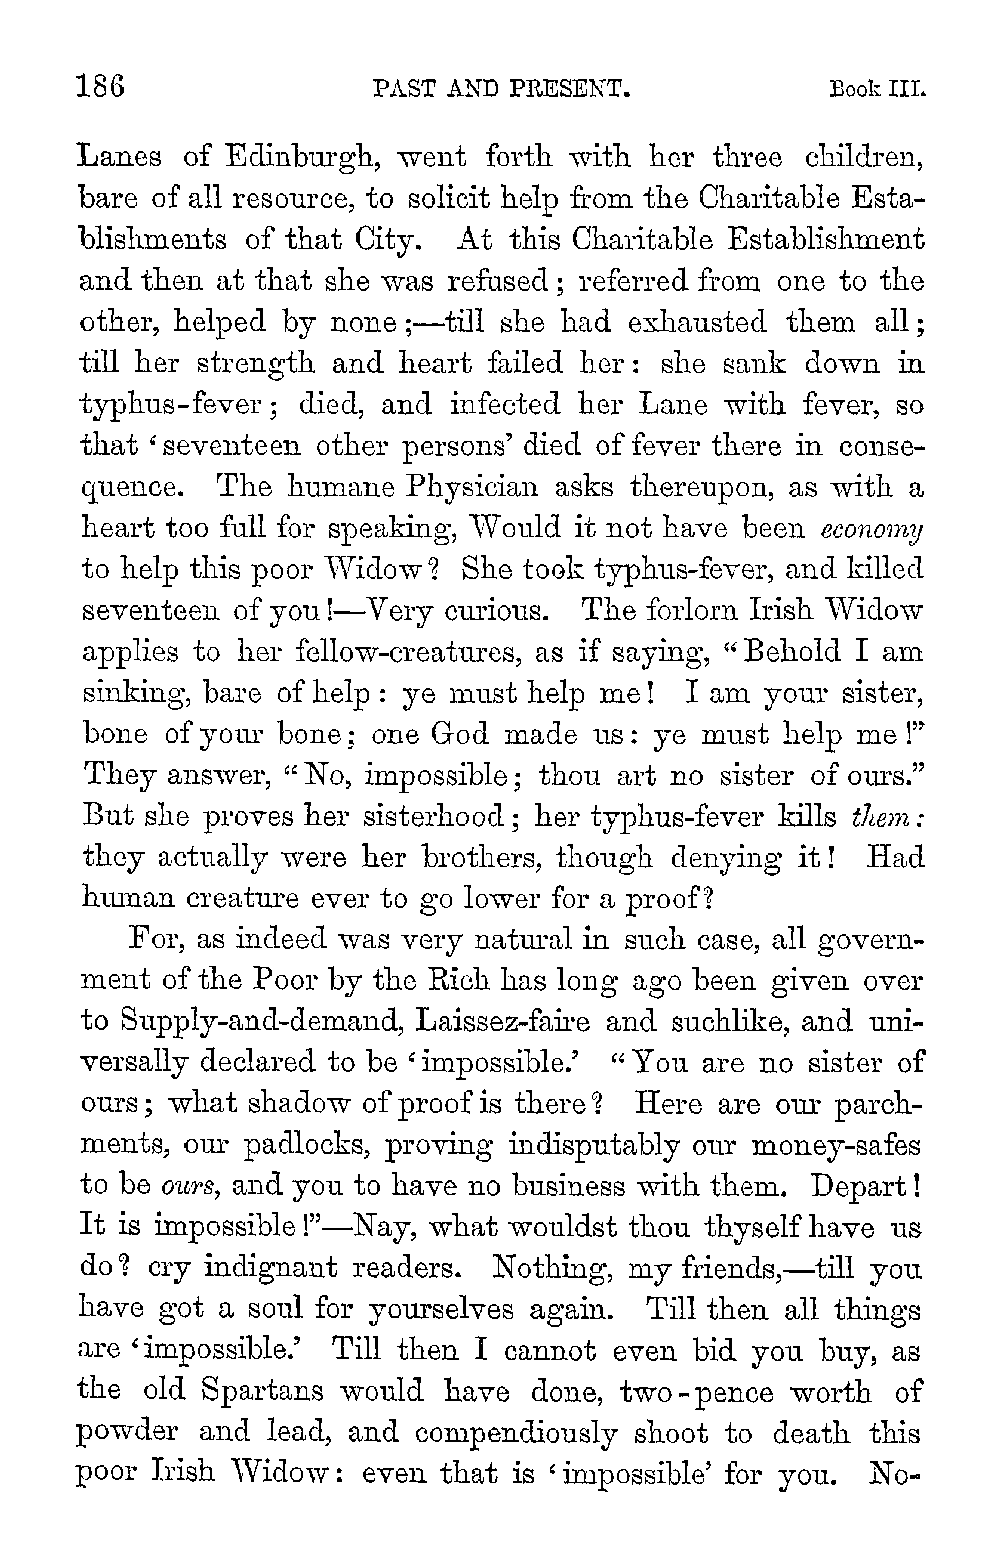 186 PAST AND PRESENT. Book III.
Lanes of Edinburgh, went forth with her three children,
bare of all resource, to solicit help from the Charitable Esta-
blishments of that City. At this Charitable Establishment
and then at that she was refused; referred from one to the
other, helped by none;—till she had exhausted them all;
till her strength and heart failed her: she sank down in
typhus-fever; died, and infected her Lane with fever, so
that ‘seventeen other persons’ died of fever there in conse-
quence. The humane Physician asks thereupon, as with a
heart too full for speaking, Would it not have been economy
to help this poor Widow? She took typhus-fever, and killed
seventeen of you!—Very curious. The forlorn Irish Widow
applies to her fellow-creatures, as if saying, “Behold I am
sinking, bare of help: ye must help me! I am your sister,
bone of your bone; one God made us: ye must help me!”
They answer, “No, impossible; thou art no sister of ours.”
But she proves her sisterhood; her typhus-fever kills them:
they actually were her brothers, though denying it! Had
human creature ever to go lower for a proof?
For, as indeed was very natural in such case, all govern-
ment of the Poor by the Rich has long ago been given over
to Supply-and-demand, Laissez-faire and suchlike, and uni-
versally declared to be ‘impossible.’ “You are no sister of
ours; what shadow of proof is there? Here are our parch-
ments, our padlocks, proving indisputably our money-safes
to be ours, and you to have no business with them. Depart!
It is impossible!”—Nay, what wouldst thou thyself have us
do? cry indignant readers. Nothing, my friends,—till you
have got a soul for yourselves again. Till then all things
are ‘impossible.’ Till then I cannot even bid you buy, as
the old Spartans would have done, two-pence worth of
powder and lead, and compendiously shoot to death this
poor Irish Widow: even that is ‘impossible’ for you. No-